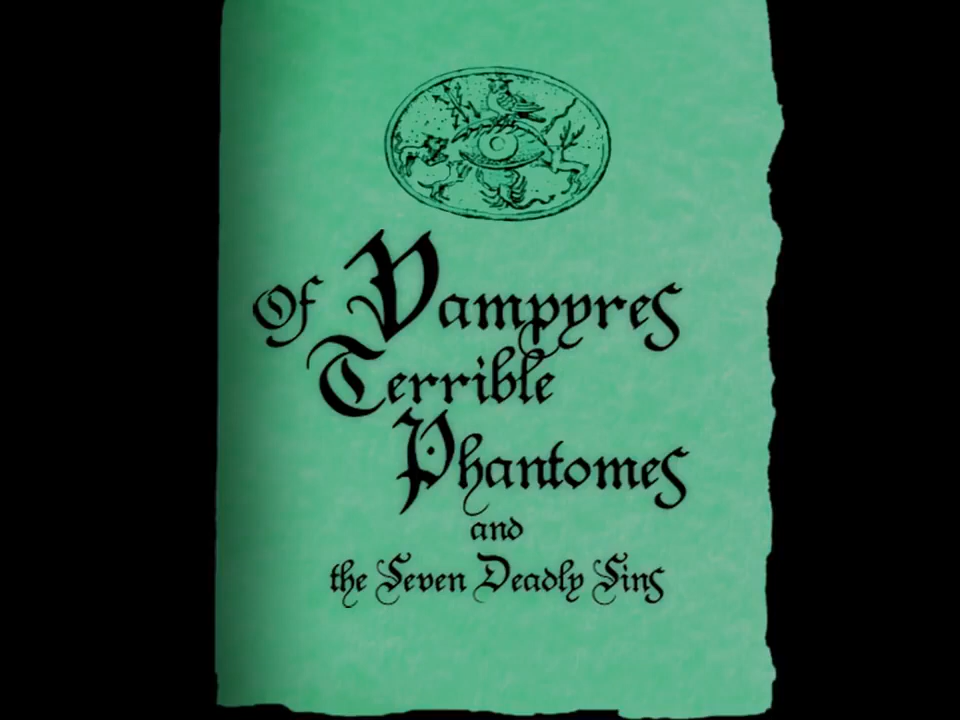 Of Vampyres
Terrible
Phantomes
and
the Seven Deadly Sins